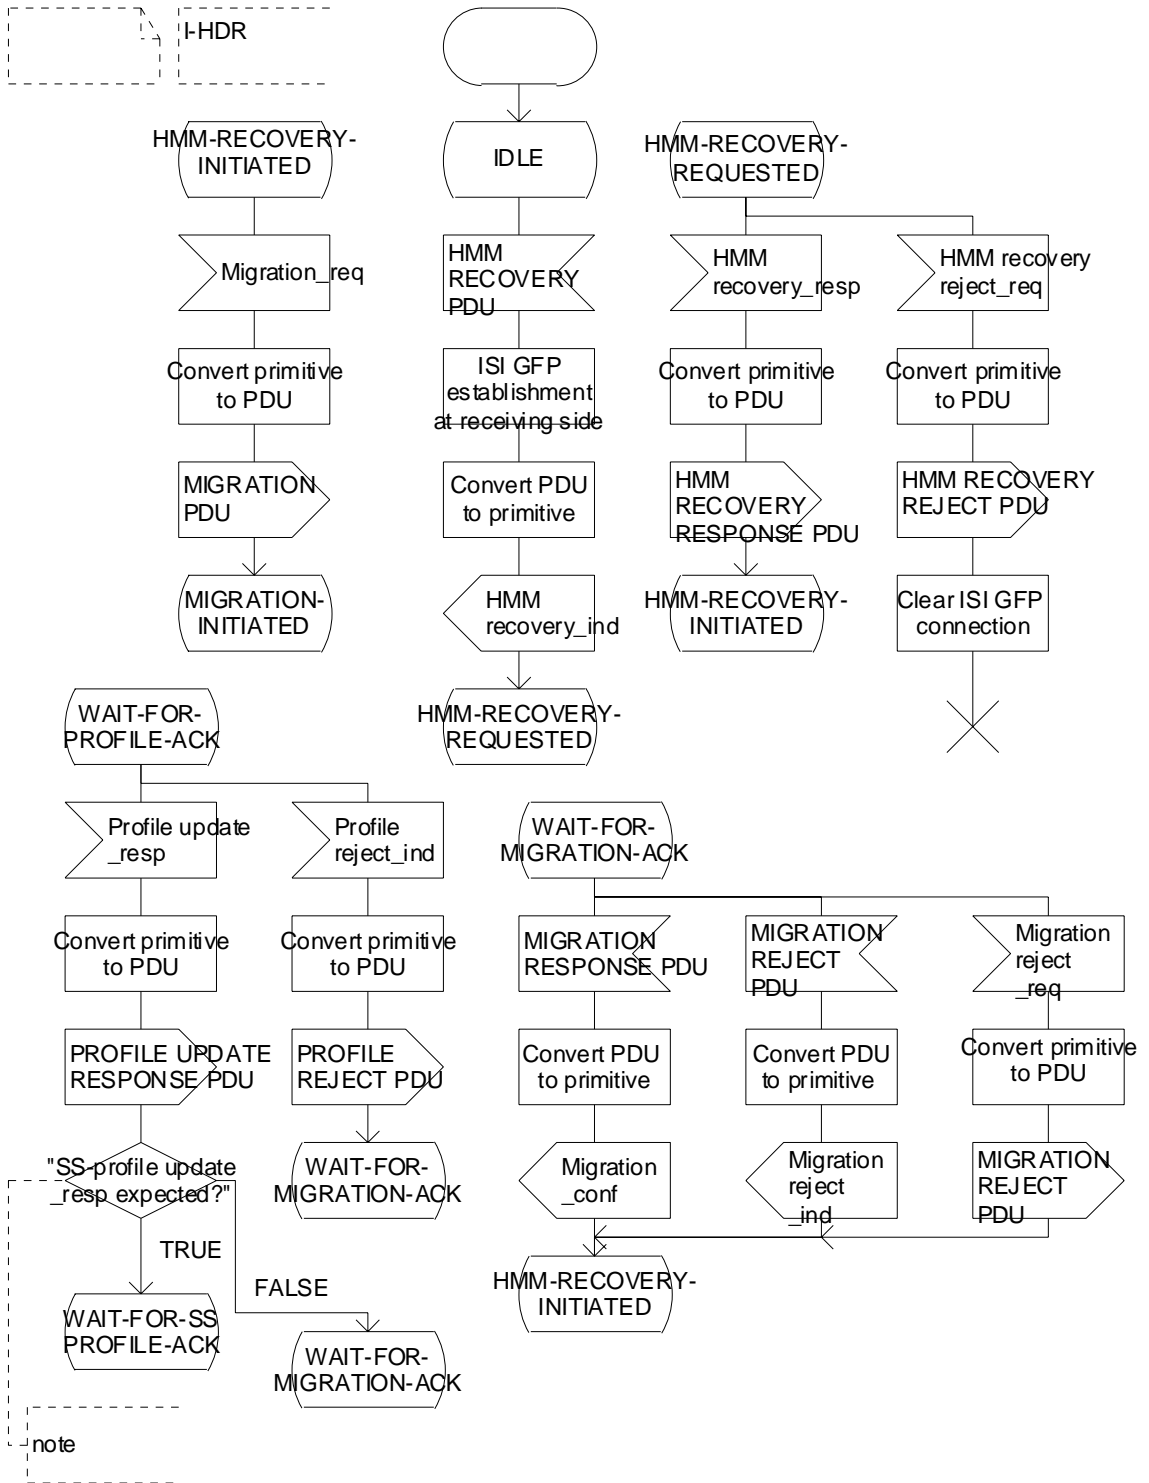 I-HDR
HMM-RECOVERY-
INITIATED
Migration_req
Convert primitive
to PDU
MIGRATION
PDU
MIGRATION-
INITIATED
IDLE
HMM
RECOVERY
PDU
ISI GFP
establishment
at receiving side
Convert PDU
to primitive
HMM
recovery_ind
HMM-RECOVERY-
REQUESTED
HMM-RECOVERY-
REQUESTED
HMM
recovery_resp
Convert primitive
to PDU
HMM
RECOVERY
RESPONSE PDU
HMM-RECOVERY-
INITIATED
HMM recovery
reject_req
Convert primitive
to PDU
HMM RECOVERY
REJECT PDU
Clear ISI GFP
connection
WAIT-FOR-
PROFILE-ACK
Profile update
_resp
Convert primitive
to PDU
PROFILE UPDATE
RESPONSE PDU
"SS-profile update
_resp expected?"
TRUE
FALSE
WAIT-FOR-SS
PROFILE-ACK
WAIT-FOR-
MIGRATION-ACK
note
Profile
reject_ind
Convert primitive
to PDU
PROFILE
REJECT PDU
WAIT-FOR-
MIGRATION-ACK
WAIT-FOR-
MIGRATION-ACK
MIGRATION
RESPONSE PDU
Convert PDU
to primitive
Migration
_conf
HMM-RECOVERY-
INITIATED
MIGRATION
REJECT
PDU
Convert PDU
to primitive
Migration
reject
_ind
Migration
reject
_req
Convert primitive
to PDU
MIGRATION
REJECT
PDU